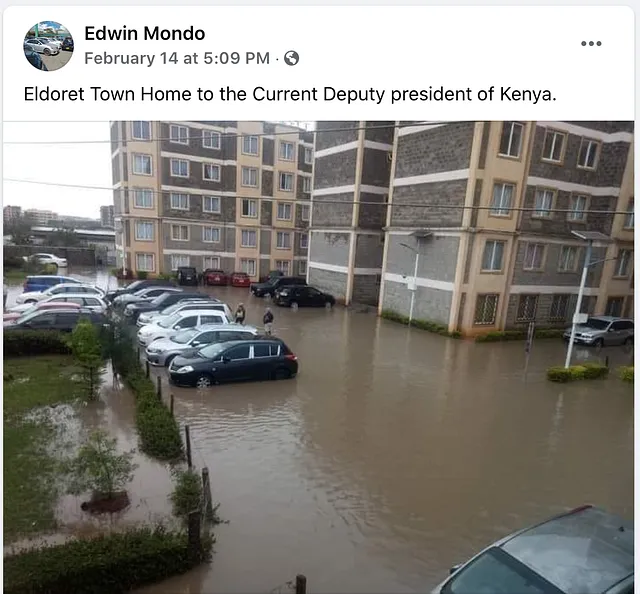 Edwin Mondo
February 14 at 5:09 PM ·
Eldoret Town Home to the Current Deputy president of Kenya.